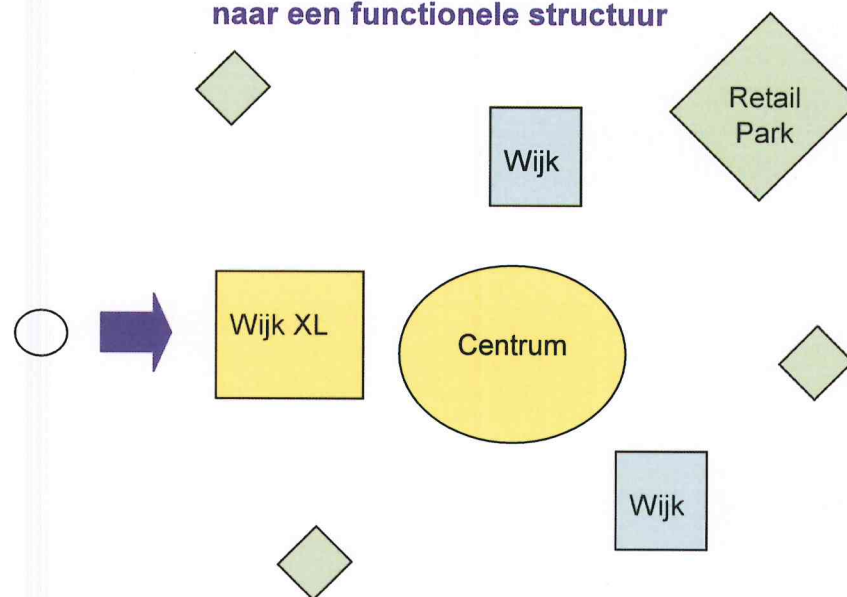 naar een functionele structuur
Retail
Park
Wijk
Wijk XL
Centrum
Wijk